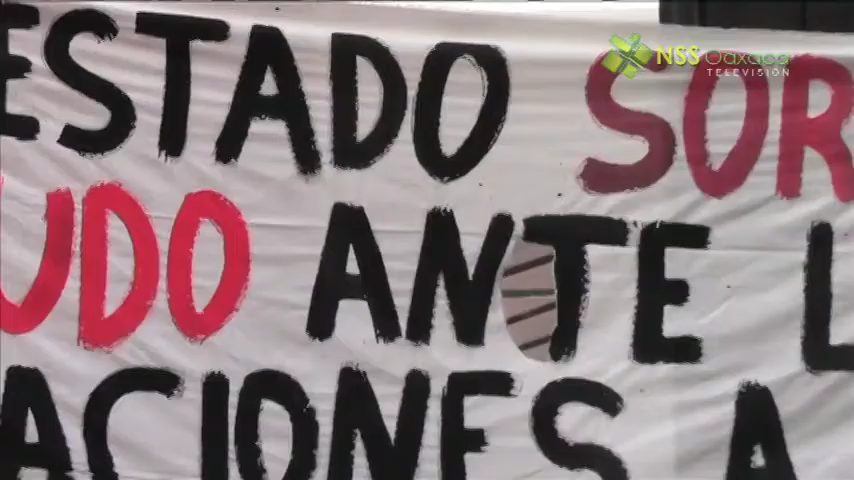 NSS Oaxaca
TELEVISIÓN
ESTADO SOR
UDO ANTE L
ACIONES A